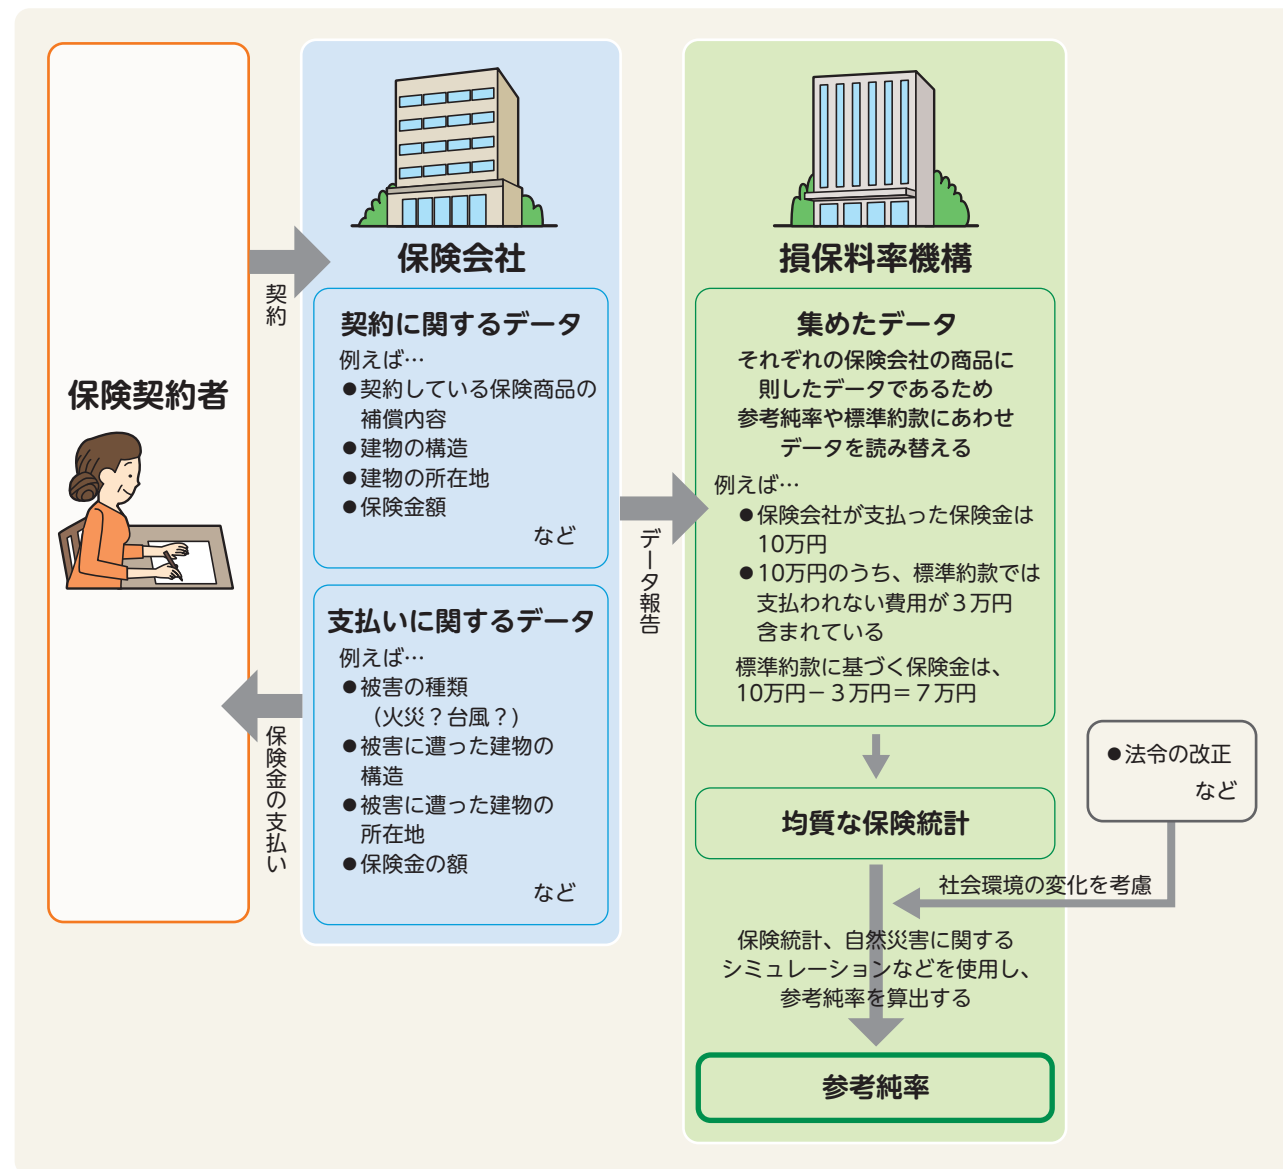 保険契約者
契約
保険金の支払い
保険会社
契約に関するデータ
例えば…
●契約している保険商品の
補償内容
●建物の構造
●建物の所在地
●保険金額
など
支払いに関するデータ
例えば…
●被害の種類
（火災？台風？）
●被害に遭った建物の
構造
●被害に遭った建物の
所在地
●保険金の額
など
データ報告
損保料率機構
集めたデータ
それぞれの保険会社の商品に
則したデータであるため
参考純率や標準約款にあわせ
データを読み替える
例えば…
●保険会社が支払った保険金は
10万円
●10万円のうち、標準約款では
支払われない費用が３万円
含まれている
標準約款に基づく保険金は、
10万円－３万円＝７万円
均質な保険統計
●法令の改正
など
社会環境の変化を考慮
保険統計、自然災害に関する
シミュレーションなどを使用し、
参考純率を算出する
参考純率